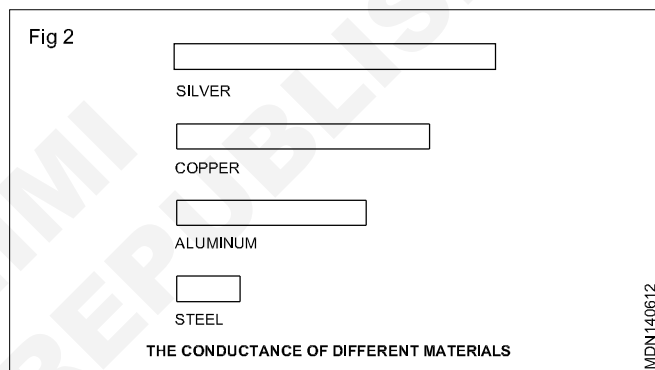 Fig 2
SILVER
COPPER
ALUMINUM
STEEL
THE CONDUCTANCE OF DIFFERENT MATERIALS
MDN140612